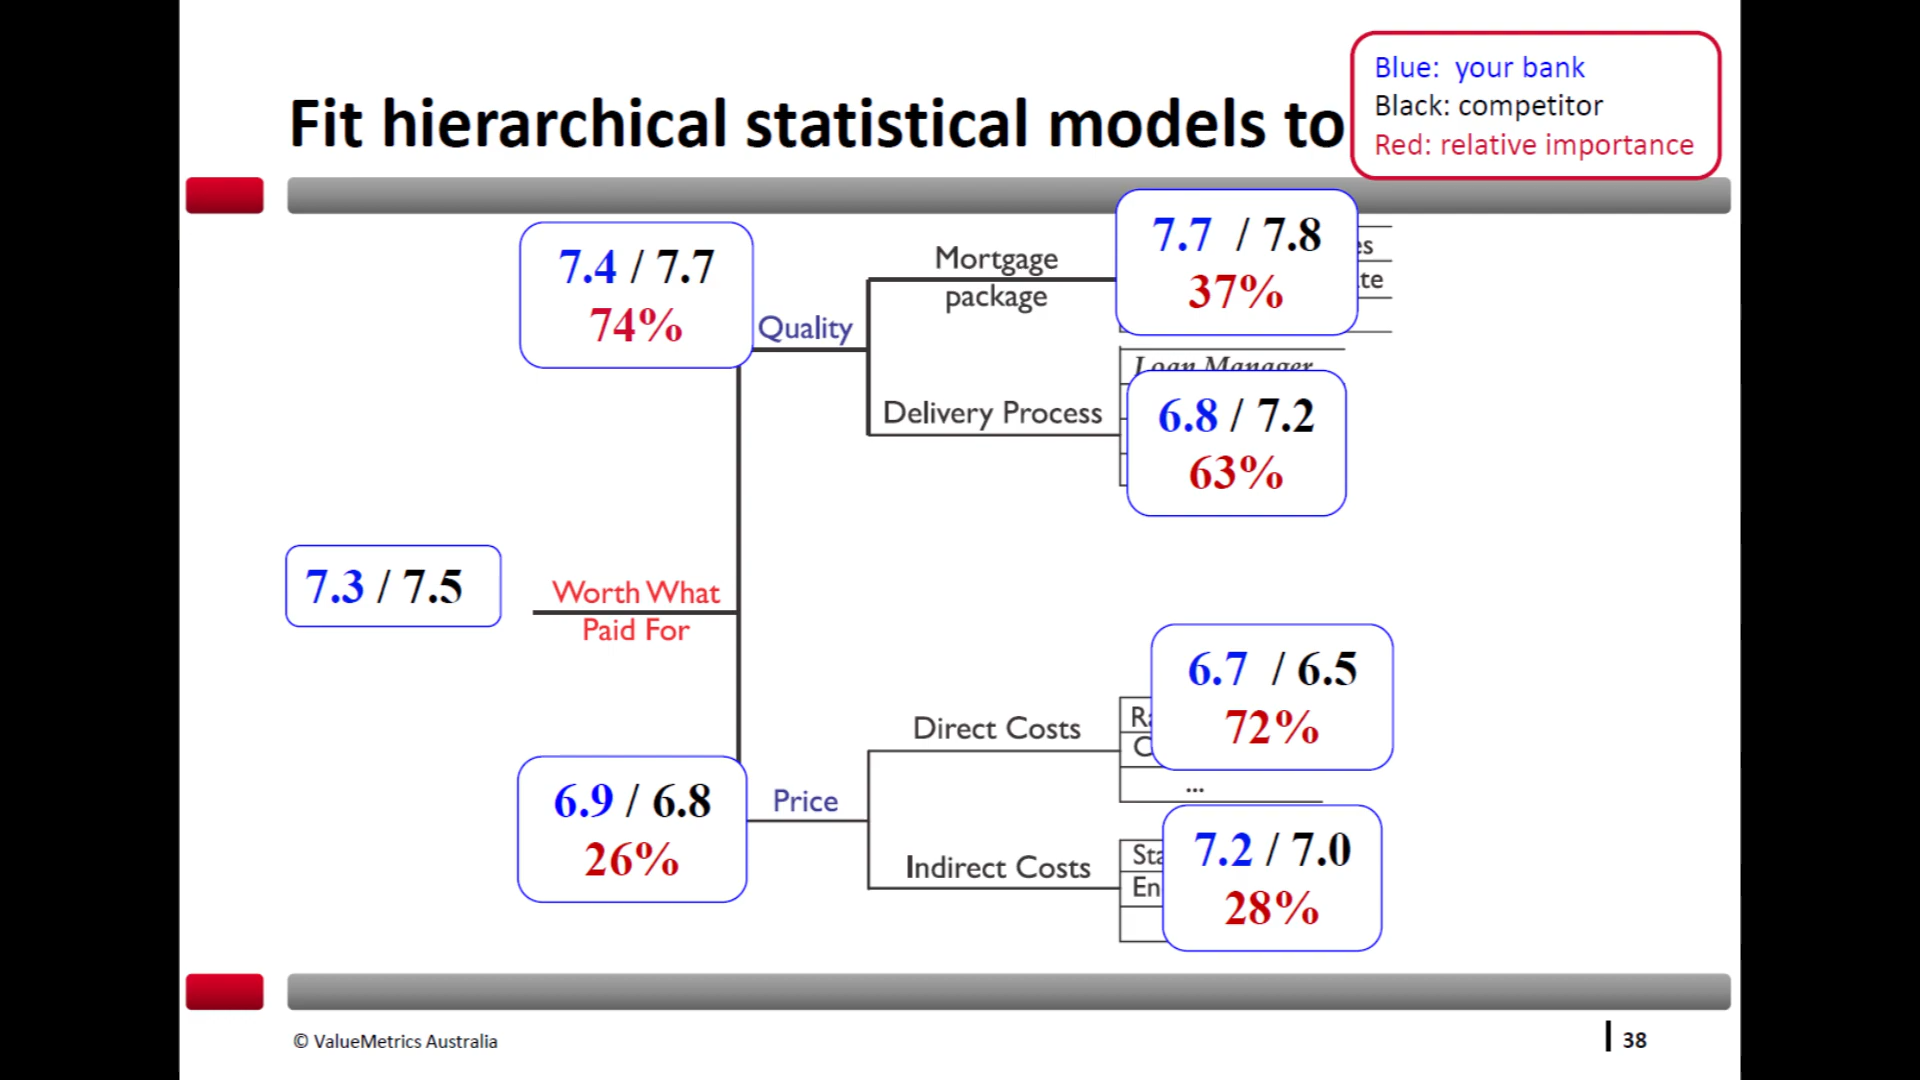 Blue: your bank
Black: competitor
Red: relative importance
Fit hierarchical statistical models to
7.4 / 7.7
74%
Quality
Mortgage
package
7.7 / 7.8
37%
Loan Manager
Delivery Process
6.8 / 7.2
63%
7.3 / 7.5
Worth What
Paid For
6.9 / 6.8
26%
Price
Direct Costs
6.7 / 6.5
72%
...
Indirect Costs
7.2 / 7.0
28%
© ValueMetrics Australia
38